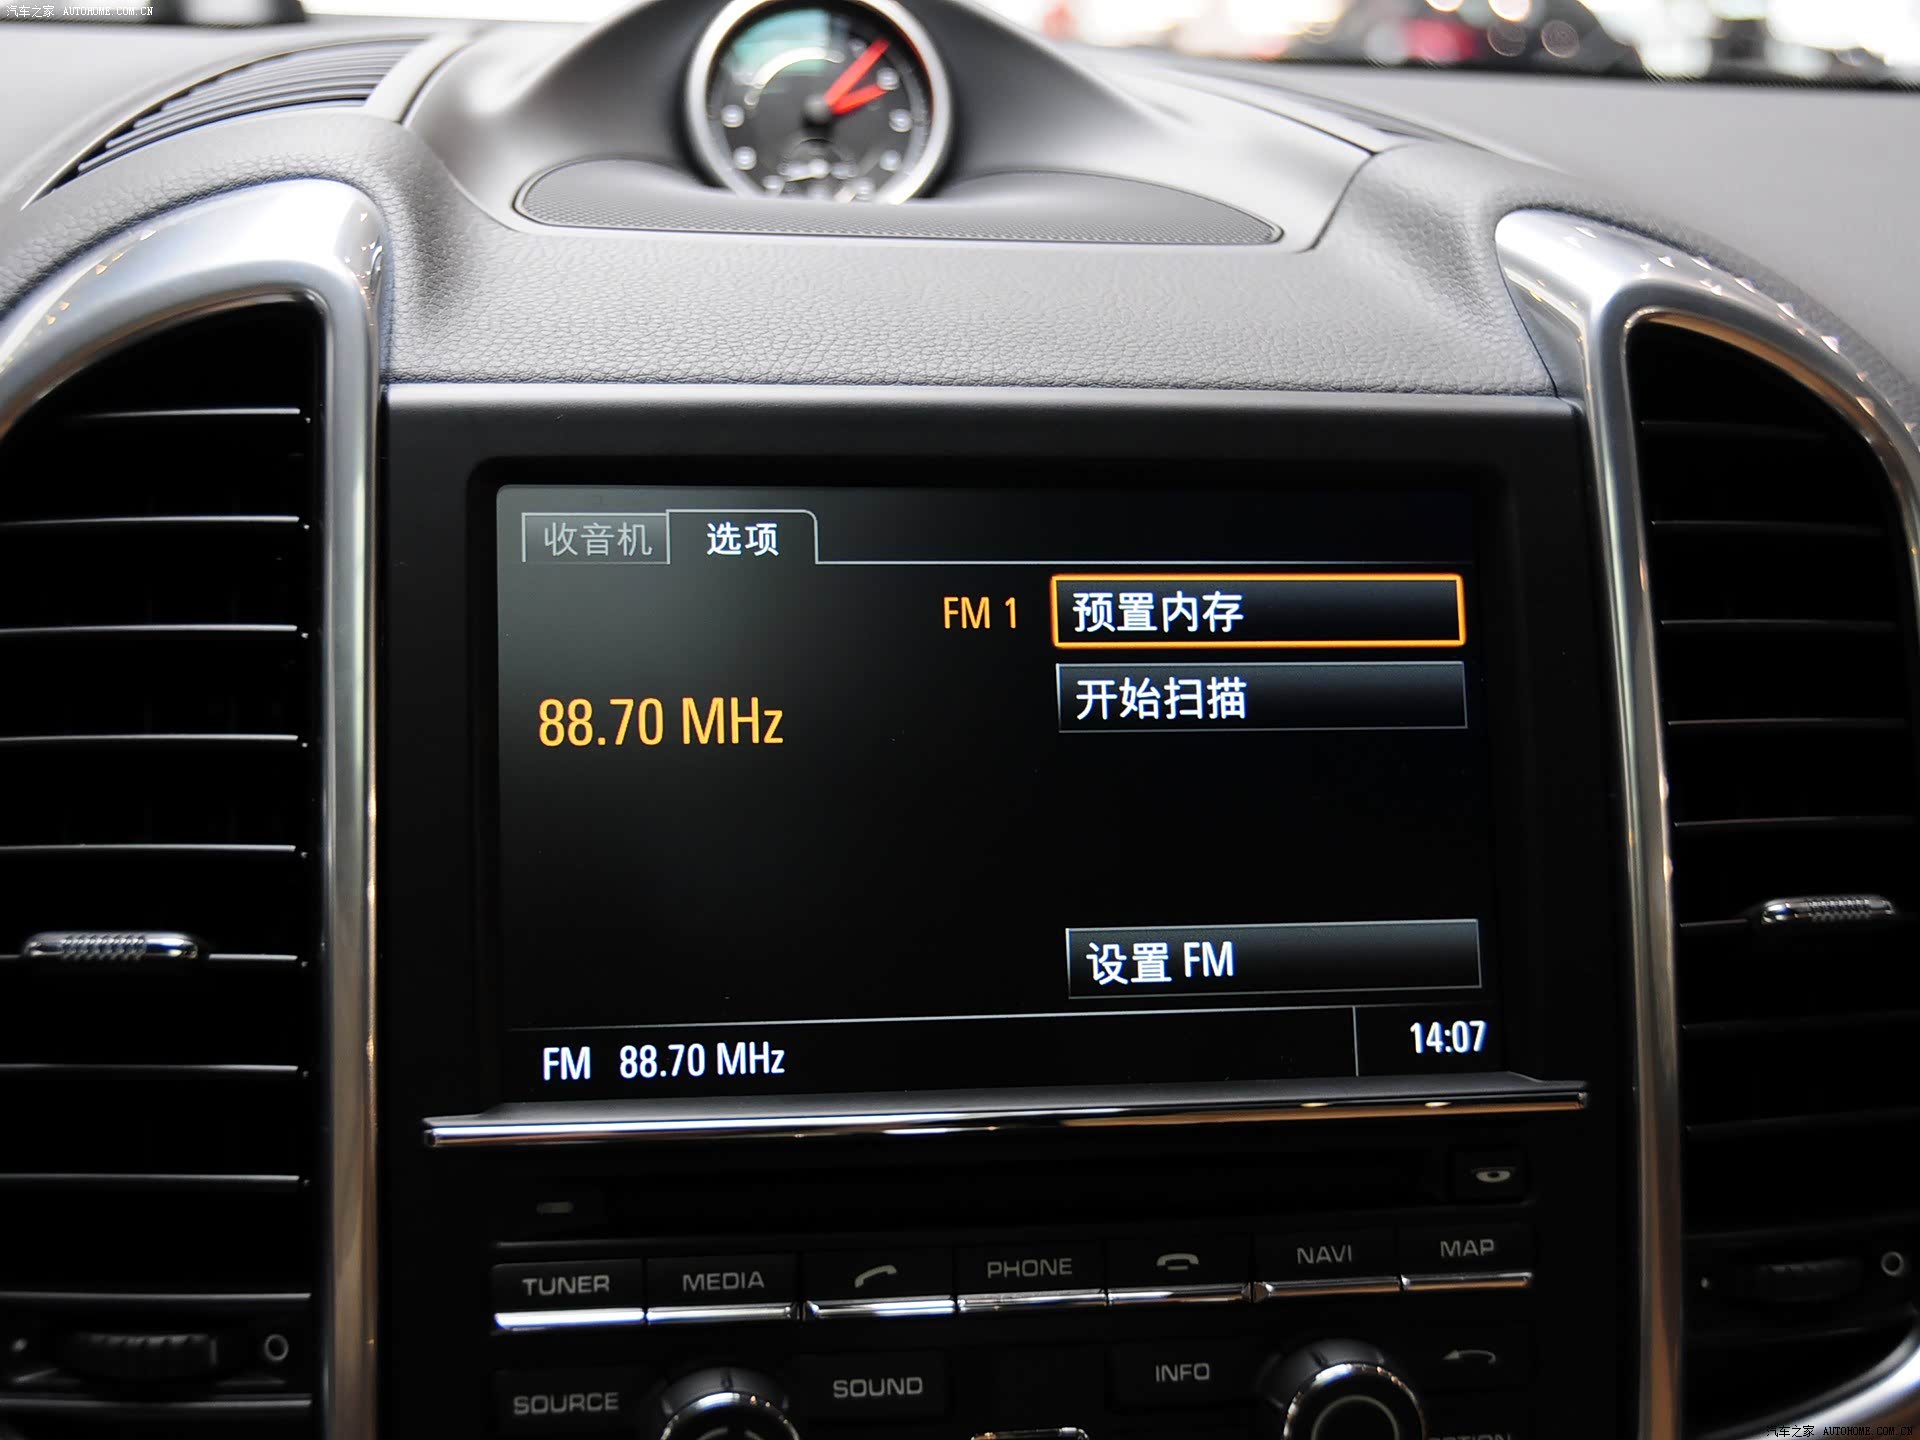 汽车之家 AUTOHOME.COM.CN
收音机 选项
FM 1 预置内存
开始扫描
88.70 MHz
设置 FM
FM 88.70 MHz 14:07
TUNER MEDIA PHONE NAVI MAP
SOURCE SOUND INFO
汽车之家 AUTOHOME.COM.CN